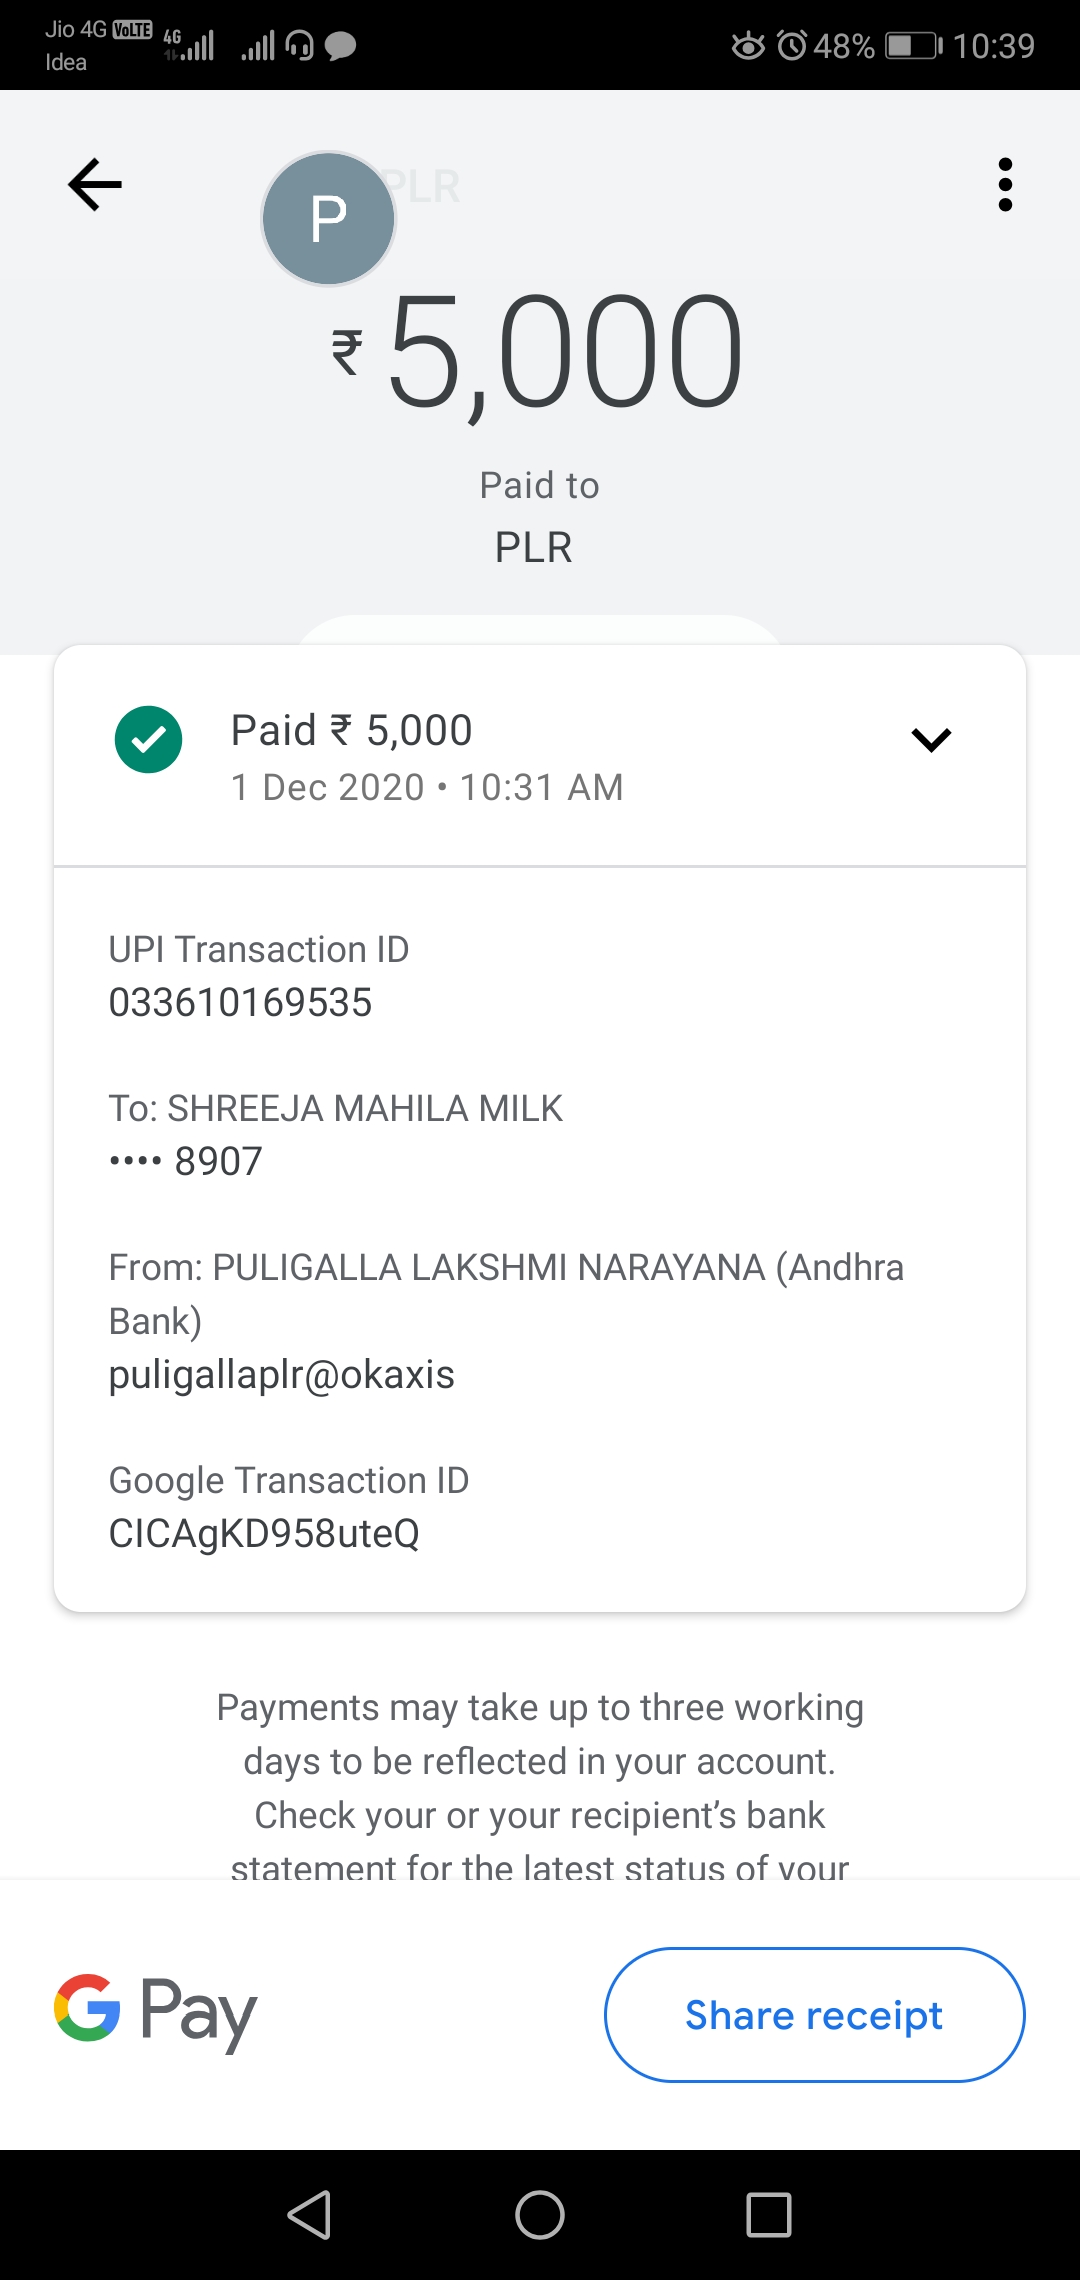 Jio 4G VoLTE
Idea
4G
48%
10:39
PLR
P
₹5,000
Paid to
PLR
Paid ₹ 5,000
1 Dec 2020 • 10:31 AM
UPI Transaction ID
033610169535
To: SHREEJA MAHILA MILK
•••• 8907
From: PULIGALLA LAKSHMI NARAYANA (Andhra
Bank)
puligallaplr@okaxis
Google Transaction ID
CICAgKD958uteQ
Payments may take up to three working
days to be reflected in your account.
Check your or your recipient’s bank
statement for the latest status of your
G Pay
Share receipt